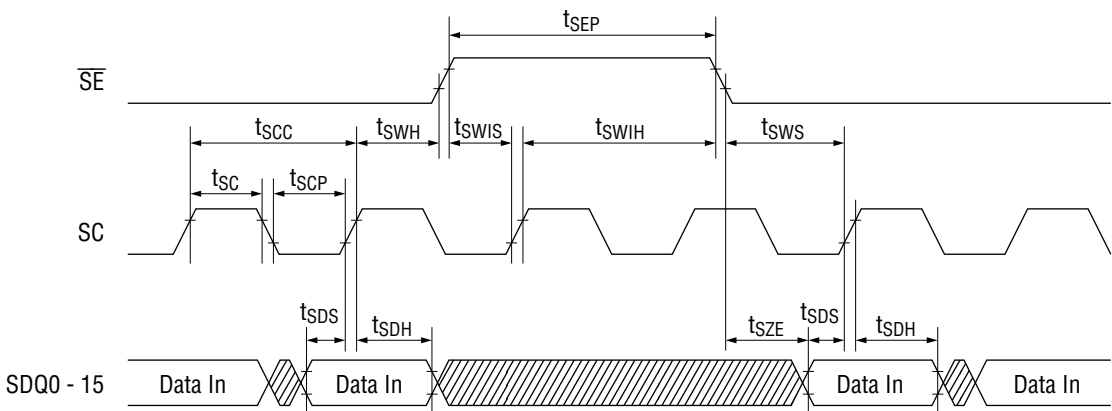 tSEP
SE
tSCC tSWH tSWIS tSWIH tSWS
tSC tSCP
SC
tSDS tSDH tSZE tSDS tSDH
SDQ0 - 15 Data In Data In Data In Data In